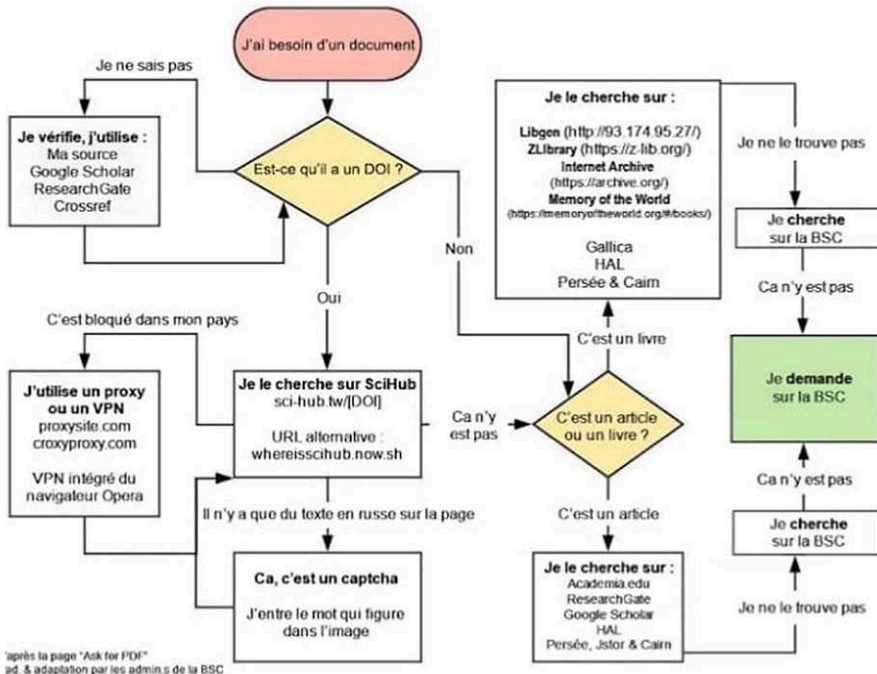 J'ai besoin d'un document
Je ne sais pas
Je vérifie, j'utilise :
Ma source
Google Scholar
ResearchGate
Crossref
Est-ce qu'il a un DOI ?
Non
Oui
C'est bloqué dans mon pays
J'utilise un proxy
ou un VPN
proxysite.com
croxyproxy.com
VPN intégré du
navigateur Opera
Je le cherche sur SciHub
sci-hub.tw/[DOI]
URL alternative :
whereisscihub.now.sh
Il n'y a que du texte en russe sur la page
Ca, c'est un captcha
J'entre le mot qui figure
dans l'image
Ca n'y
est pas
C'est un article
ou un livre ?
C'est un livre
Je le cherche sur :
Libgen (http://93.174.95.27/)
ZLibrary (https://z-lib.org/)
Internet Archive
(https://archive.org/)
Memory of the World
(https://memoryoftheworld.org/#/books/)
Gallica
HAL
Persée & Cairn
Je ne le trouve pas
Je cherche
sur la BSC
Ca n'y est pas
Je demande
sur la BSC
C'est un article
Je le cherche sur :
Academia.edu
ResearchGate
Google Scholar
HAL
Persée, Jstor & Cairn
Je ne le trouve pas
Je cherche
sur la BSC
Ca n'y est pas
'après la page "Ask for PDF"
ad. & adaptation par les admin.s de la BSC